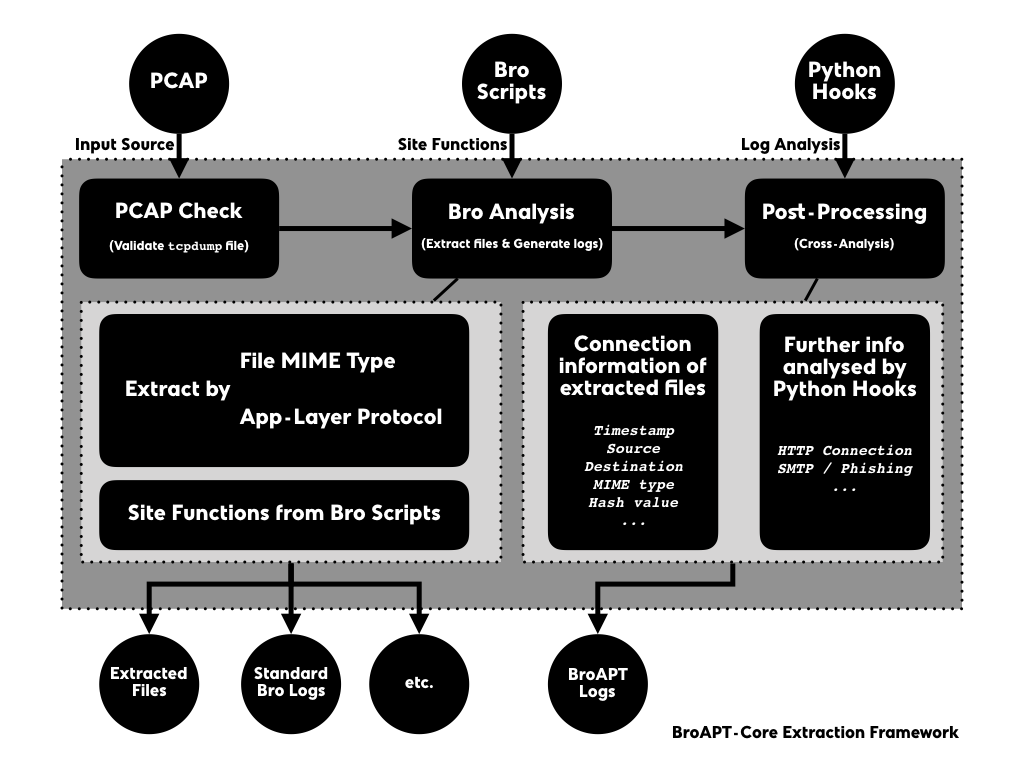 PCAP
Bro
Scripts
Python
Hooks
Input Source
Site Functions
Log Analysis
PCAP Check
(Validate tcpdump file)
Bro Analysis
(Extract files & Generate logs)
Post-Processing
(Cross-Analysis)
File MIME Type
Extract by
App-Layer Protocol
Site Functions from Bro Scripts
Connection
information of
extracted files
Timestamp
Source
Destination
MIME type
Hash value
...
Further info
analysed by
Python Hooks
HTTP Connection
SMTP / Phishing
...
Extracted
Files
Standard
Bro Logs
etc.
BroAPT
Logs
BroAPT-Core Extraction Framework